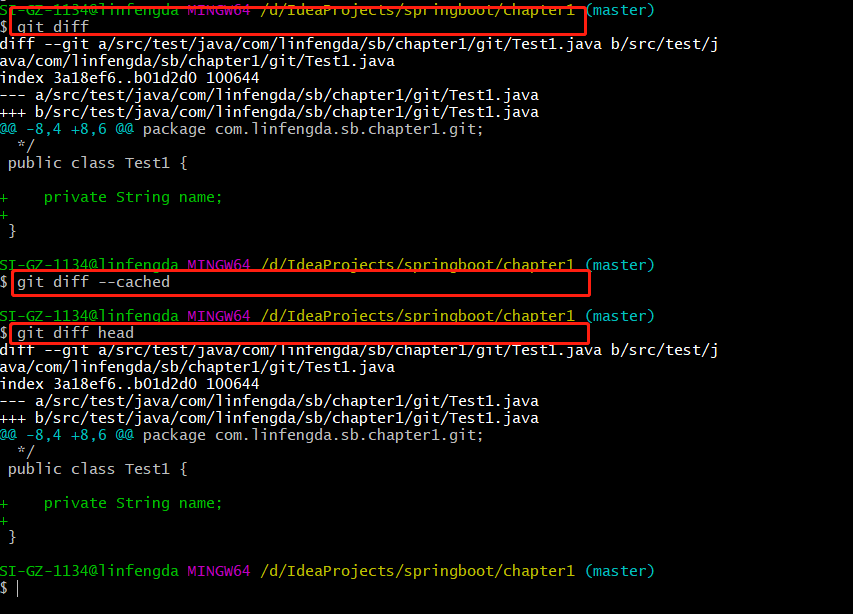 SI-GZ-1134@linfengda MINGW64 /d/IdeaProjects/springboot/chapter1 (master)
$ git diff
diff --git a/src/test/java/com/linfengda/sb/chapter1/git/Test1.java b/src/test/j
ava/com/linfengda/sb/chapter1/git/Test1.java
index 3a18ef6..b01d2d0 100644
--- a/src/test/java/com/linfengda/sb/chapter1/git/Test1.java
+++ b/src/test/java/com/linfengda/sb/chapter1/git/Test1.java
@@ -8,4 +8,6 @@ package com.linfengda.sb.chapter1.git;
  */
 public class Test1 {

+    private String name;
+
 }

SI-GZ-1134@linfengda MINGW64 /d/IdeaProjects/springboot/chapter1 (master)
$ git diff --cached

SI-GZ-1134@linfengda MINGW64 /d/IdeaProjects/springboot/chapter1 (master)
$ git diff head
diff --git a/src/test/java/com/linfengda/sb/chapter1/git/Test1.java b/src/test/j
ava/com/linfengda/sb/chapter1/git/Test1.java
index 3a18ef6..b01d2d0 100644
--- a/src/test/java/com/linfengda/sb/chapter1/git/Test1.java
+++ b/src/test/java/com/linfengda/sb/chapter1/git/Test1.java
@@ -8,4 +8,6 @@ package com.linfengda.sb.chapter1.git;
  */
 public class Test1 {

+    private String name;
+
 }

SI-GZ-1134@linfengda MINGW64 /d/IdeaProjects/springboot/chapter1 (master)
$